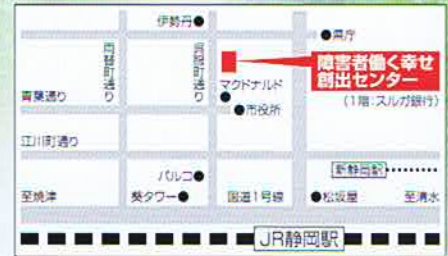 伊勢丹
県庁
両替町通り
呉服町通り
障害者働く幸せ
創出センター
青葉通り
マクドナルド
(1階:スルガ銀行)
市役所
江川町通り
新静岡駅
パルコ
至焼津
葵タワー
国道1号線
松坂屋
至清水
JR静岡駅